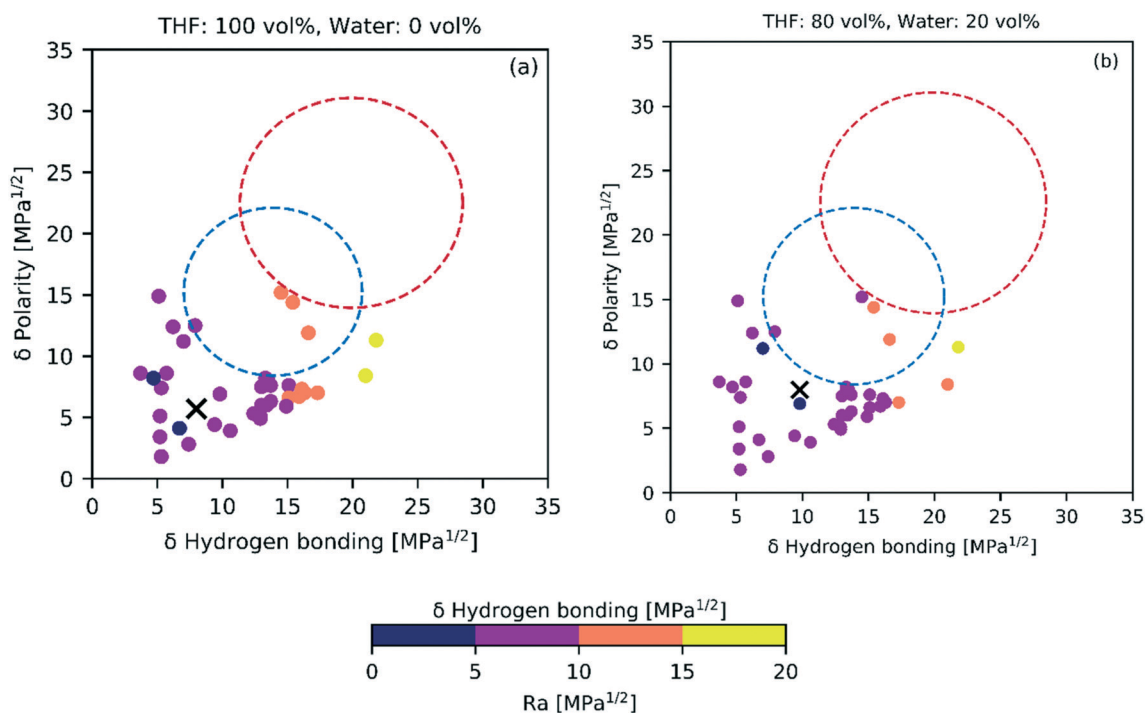 THF: 100 vol%, Water: 0 vol%
(a)
δ Polarity [MPa1/2]
35
30
25
20
15
10
5
0
0 5 10 15 20 25 30 35
δ Hydrogen bonding [MPa1/2]
THF: 80 vol%, Water: 20 vol%
(b)
δ Polarity [MPa1/2]
35
30
25
20
15
10
5
0
0 5 10 15 20 25 30 35
δ Hydrogen bonding [MPa1/2]
δ Hydrogen bonding [MPa1/2]
0 5 10 15 20
Ra [MPa1/2]